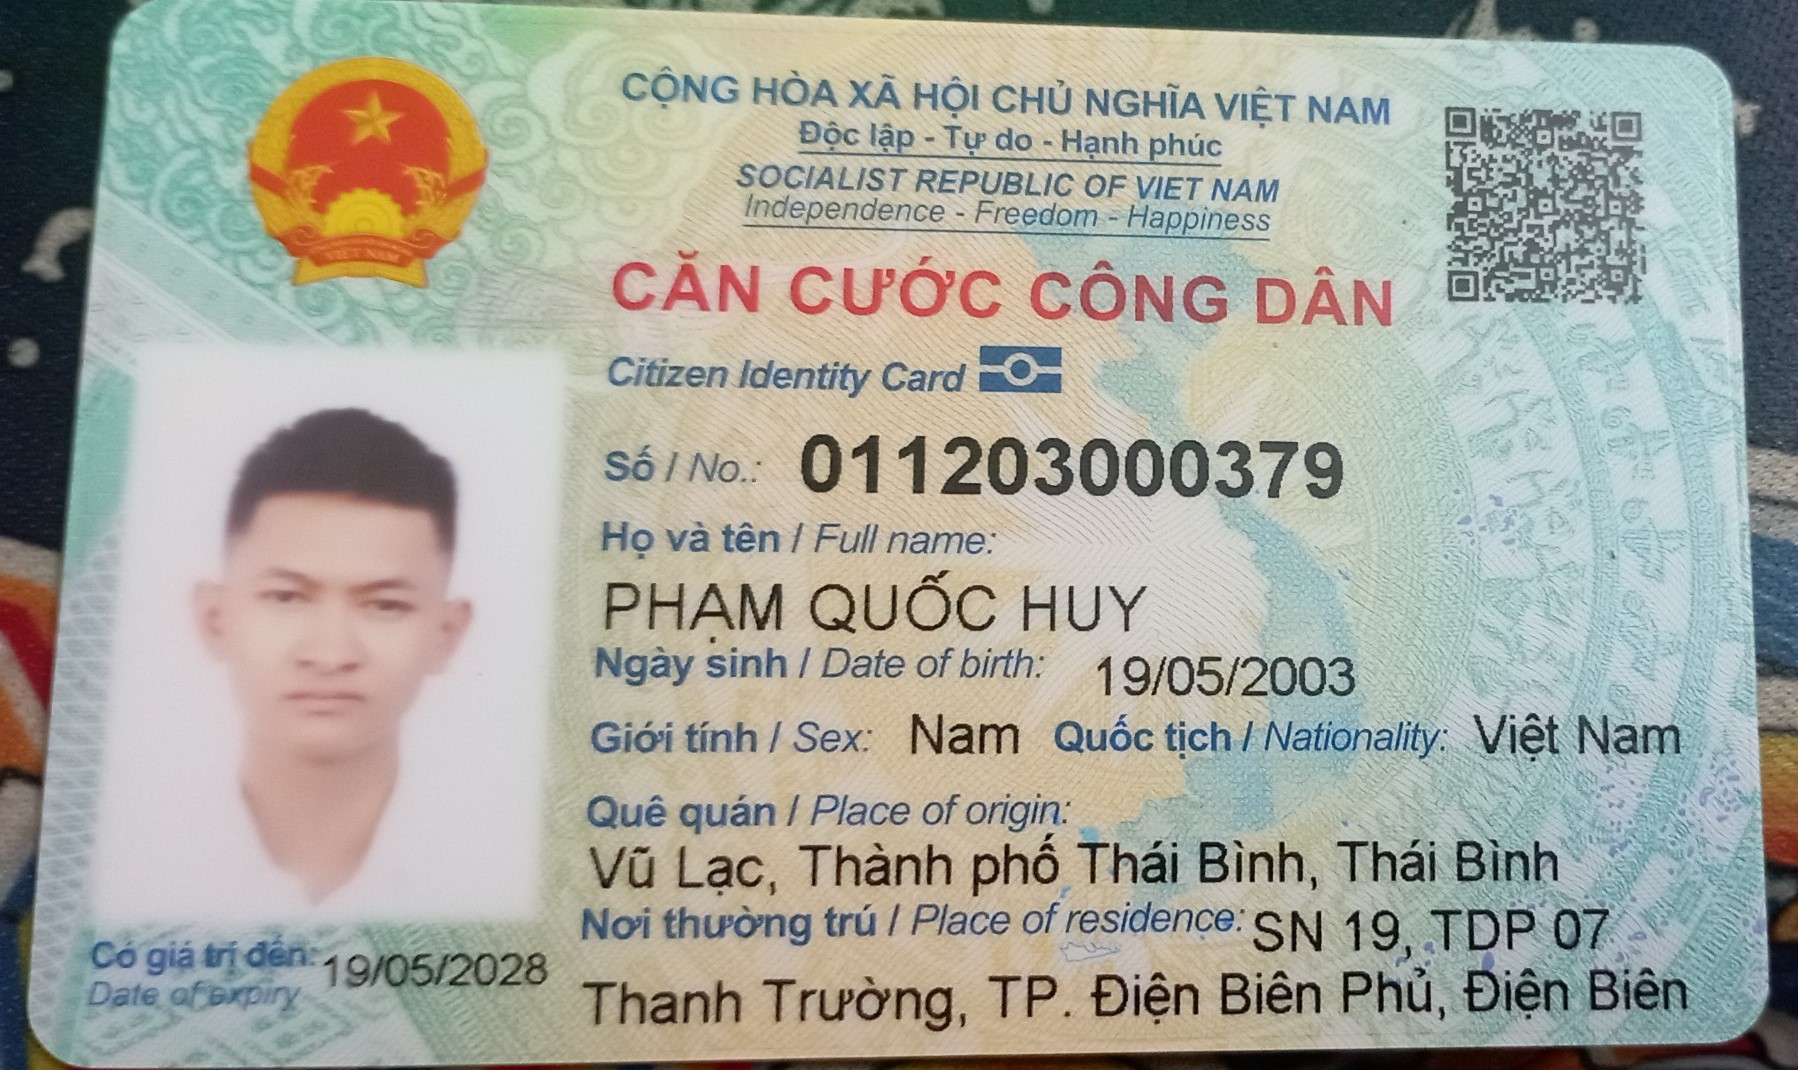 CỘNG HÒA XÃ HỘI CHỦ NGHĨA VIỆT NAM
Độc lập - Tự do - Hạnh phúc
SOCIALIST REPUBLIC OF VIET NAM
Independence - Freedom - Happiness
CĂN CƯỚC CÔNG DÂN
Citizen Identity Card
Số / No.: 011203000379
Họ và tên / Full name:
PHẠM QUỐC HUY
Ngày sinh / Date of birth: 19/05/2003
Giới tính / Sex: Nam Quốc tịch / Nationality: Việt Nam
Quê quán / Place of origin:
Vũ Lạc, Thành phố Thái Bình, Thái Bình
Nơi thường trú / Place of residence: SN 19, TDP 07
Thanh Trường, TP. Điện Biên Phủ, Điện Biên
Có giá trị đến: 19/05/2028
Date of expiry
VIỆT NAM